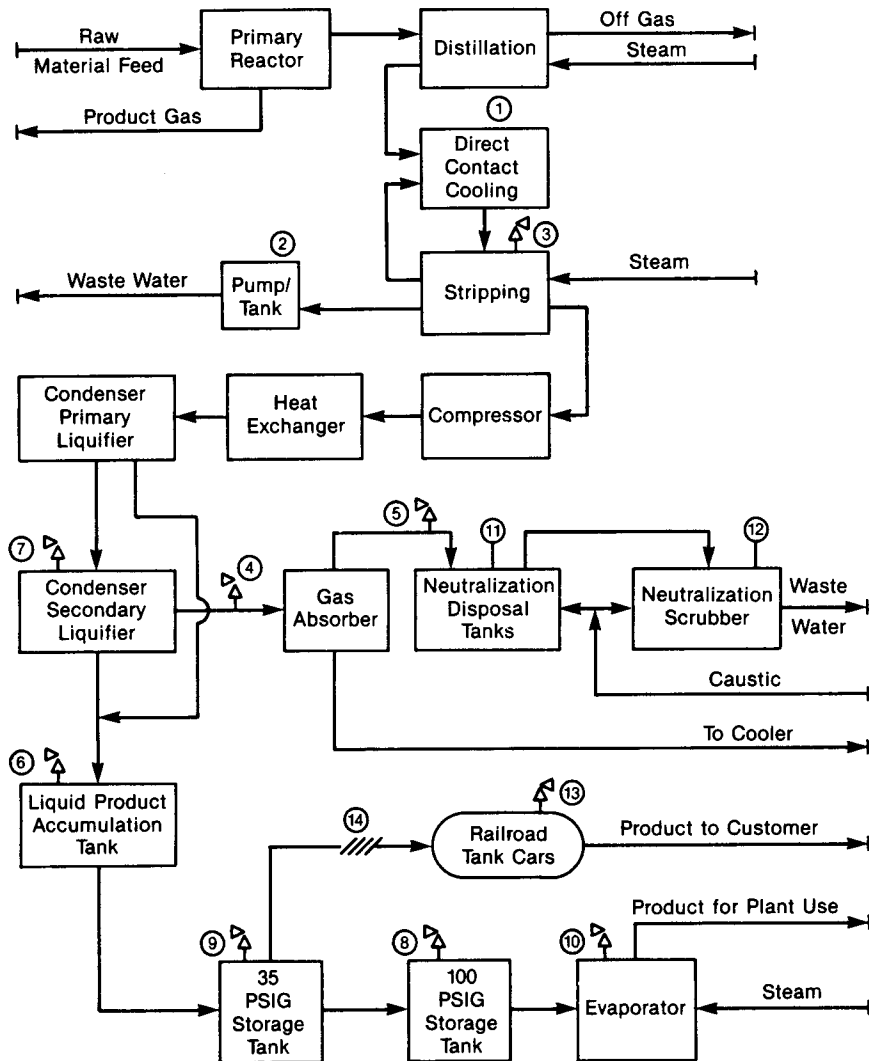 Raw
Material Feed
Primary
Reactor
Distillation
Off Gas
Steam
Product Gas
1
Direct
Contact
Cooling
2
3
Waste Water
Pump/
Tank
Stripping
Steam
Condenser
Primary
Liquifier
Heat
Exchanger
Compressor
7
4
5
11
12
Condenser
Secondary
Liquifier
Gas
Absorber
Neutralization
Disposal
Tanks
Neutralization
Scrubber
Waste
Water
Caustic
To Cooler
6
Liquid Product
Accumulation
Tank
14
13
Railroad
Tank Cars
Product to Customer
Product for Plant Use
9
8
10
35
PSIG
Storage
Tank
100
PSIG
Storage
Tank
Evaporator
Steam